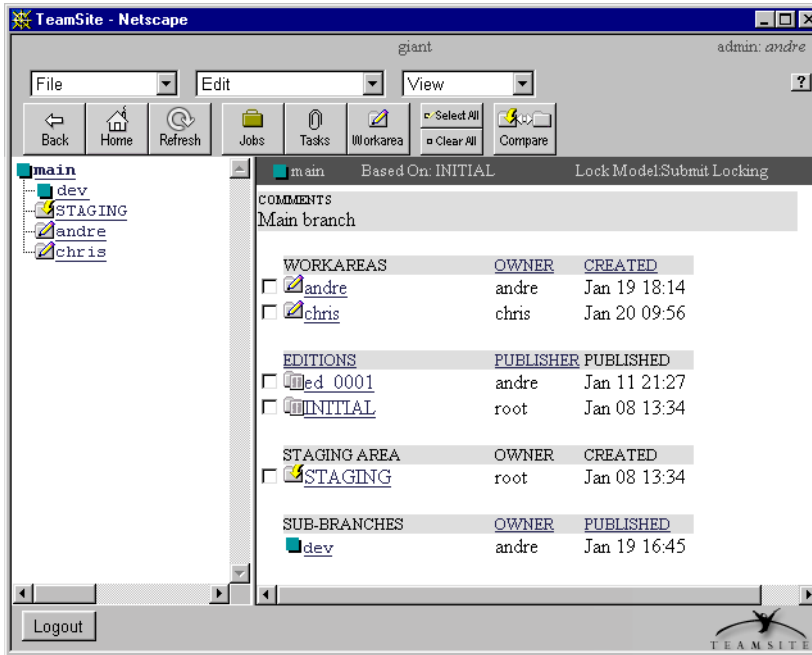 TeamSite - Netscape
giant admin: andre
File Edit View ?
Back Home Refresh Jobs Tasks Workarea Select All Clear All Compare
main
dev
STAGING
andre
chris
main Based On: INITIAL Lock Model:Submit Locking
COMMENTS
Main branch
WORKAREAS OWNER CREATED
andre andre Jan 19 18:14
chris chris Jan 20 09:56
EDITIONS PUBLISHER PUBLISHED
ed_0001 andre Jan 11 21:27
INITIAL root Jan 08 13:34
STAGING AREA OWNER CREATED
STAGING root Jan 08 13:34
SUB-BRANCHES OWNER PUBLISHED
dev andre Jan 19 16:45
Logout
TEAMSITE